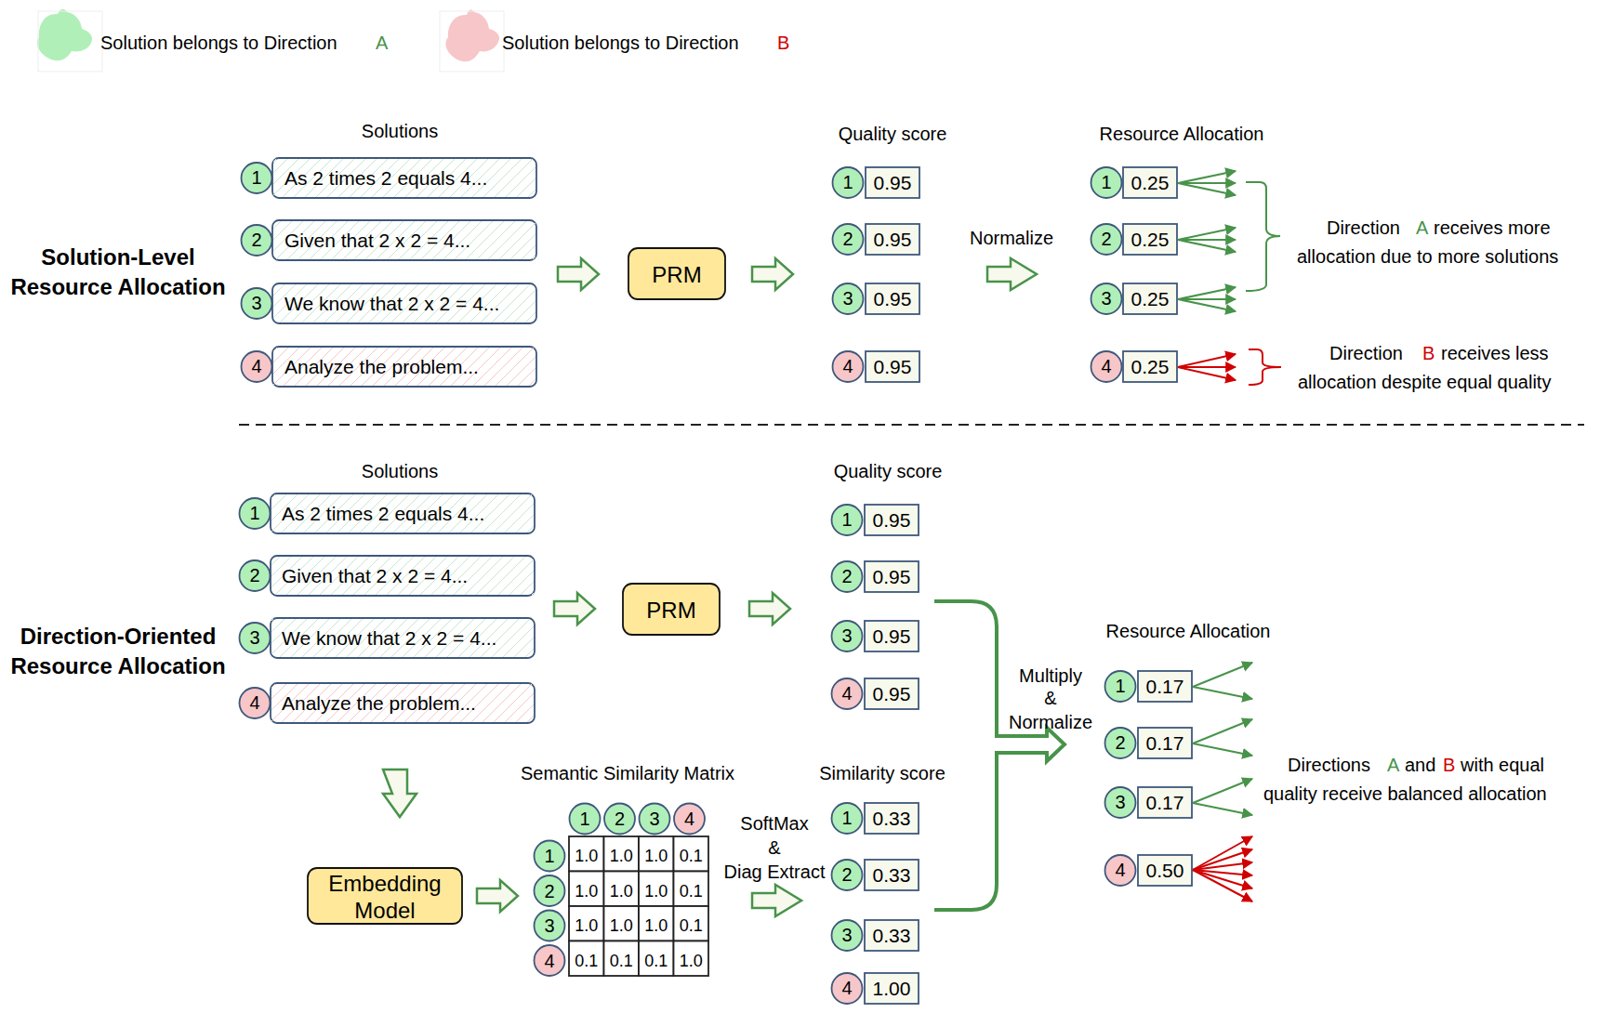 Solution belongs to Direction A
Solution belongs to Direction B
Solutions
Quality score
Resource Allocation
Solution-Level
Resource Allocation
1 As 2 times 2 equals 4...
2 Given that 2 x 2 = 4...
3 We know that 2 x 2 = 4...
4 Analyze the problem...
PRM
1 0.95
2 0.95
3 0.95
4 0.95
Normalize
1 0.25
2 0.25
3 0.25
4 0.25
Direction A receives more
allocation due to more solutions
Direction B receives less
allocation despite equal quality
Solutions
Quality score
Direction-Oriented
Resource Allocation
1 As 2 times 2 equals 4...
2 Given that 2 x 2 = 4...
3 We know that 2 x 2 = 4...
4 Analyze the problem...
PRM
1 0.95
2 0.95
3 0.95
4 0.95
Embedding
Model
Semantic Similarity Matrix
1 2 3 4
1 1.0 1.0 1.0 0.1
2 1.0 1.0 1.0 0.1
3 1.0 1.0 1.0 0.1
4 0.1 0.1 0.1 1.0
SoftMax
&
Diag Extract
Similarity score
1 0.33
2 0.33
3 0.33
4 1.00
Multiply
&
Normalize
Resource Allocation
1 0.17
2 0.17
3 0.17
4 0.50
Directions A and B with equal
quality receive balanced allocation